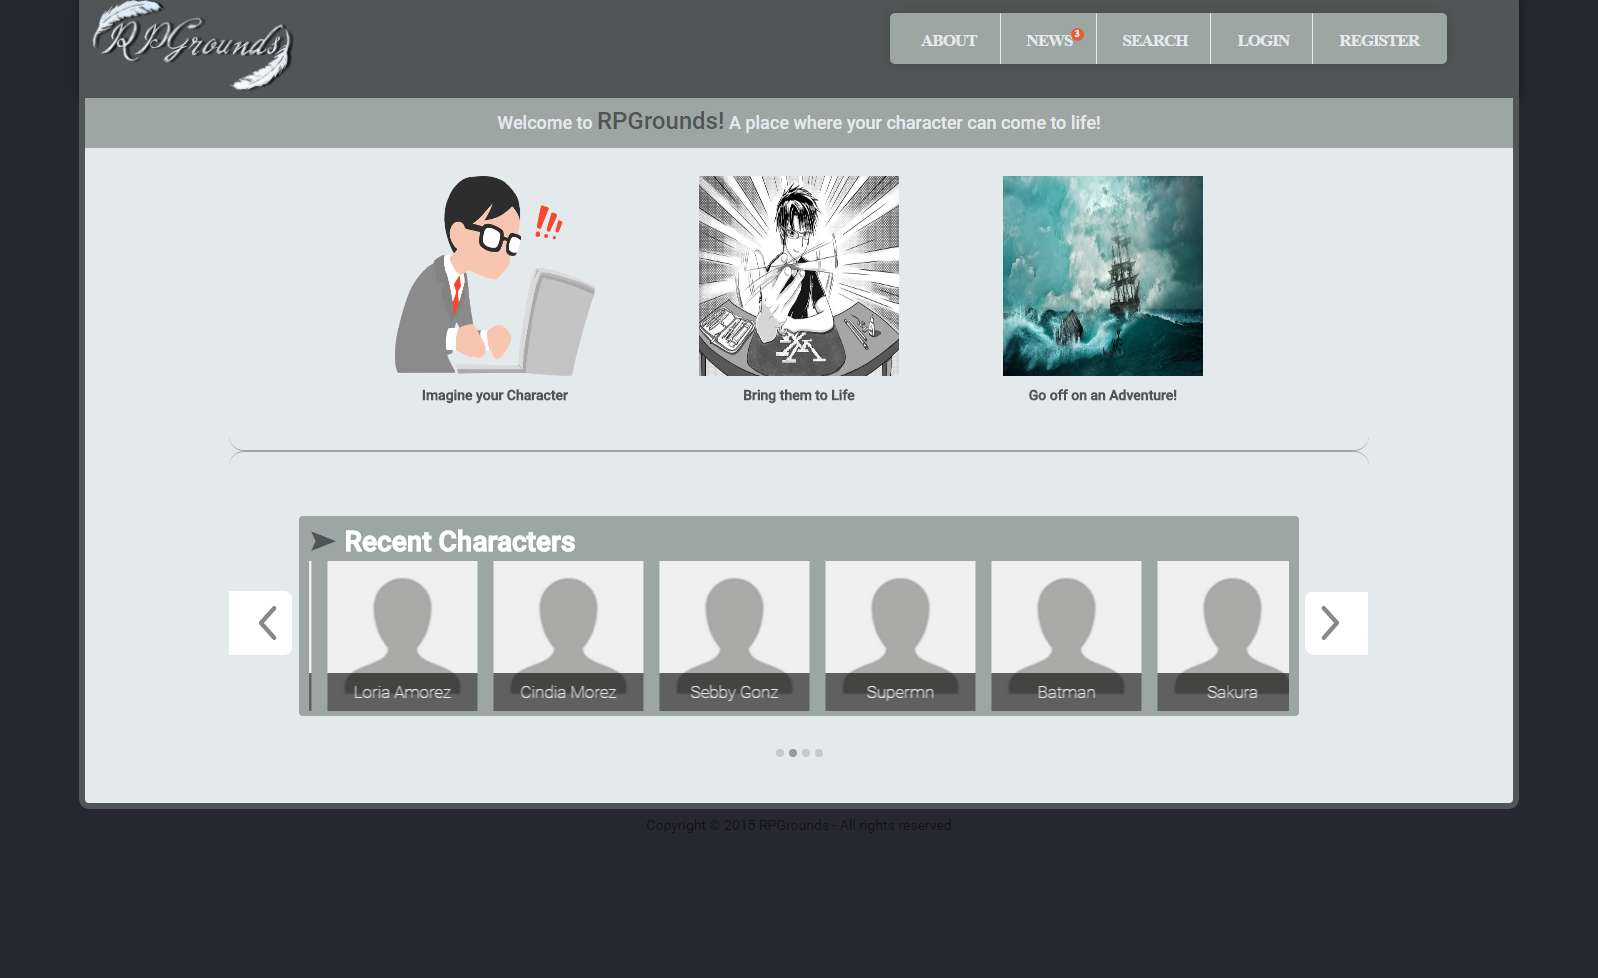 RPGrounds
ABOUT NEWS 3 SEARCH LOGIN REGISTER
Welcome to RPGrounds! A place where your character can come to life!
Imagine your Character Bring them to Life Go off on an Adventure!
Recent Characters
Loria Amorez Cindia Morez Sebby Gonz Supermn Batman Sakura
Copyright © 2015 RPGrounds - All rights reserved